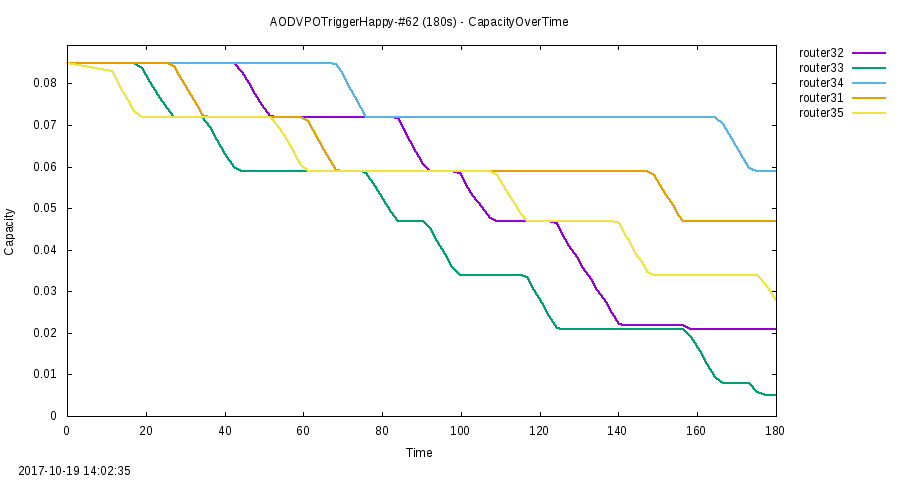 AODVPOTriggerHappy-#62 (180s) - CapacityOverTime
router32
router33
router34
router31
router35
Capacity
0.08
0.07
0.06
0.05
0.04
0.03
0.02
0.01
0
0 20 40 60 80 100 120 140 160 180
Time
2017-10-19 14:02:35